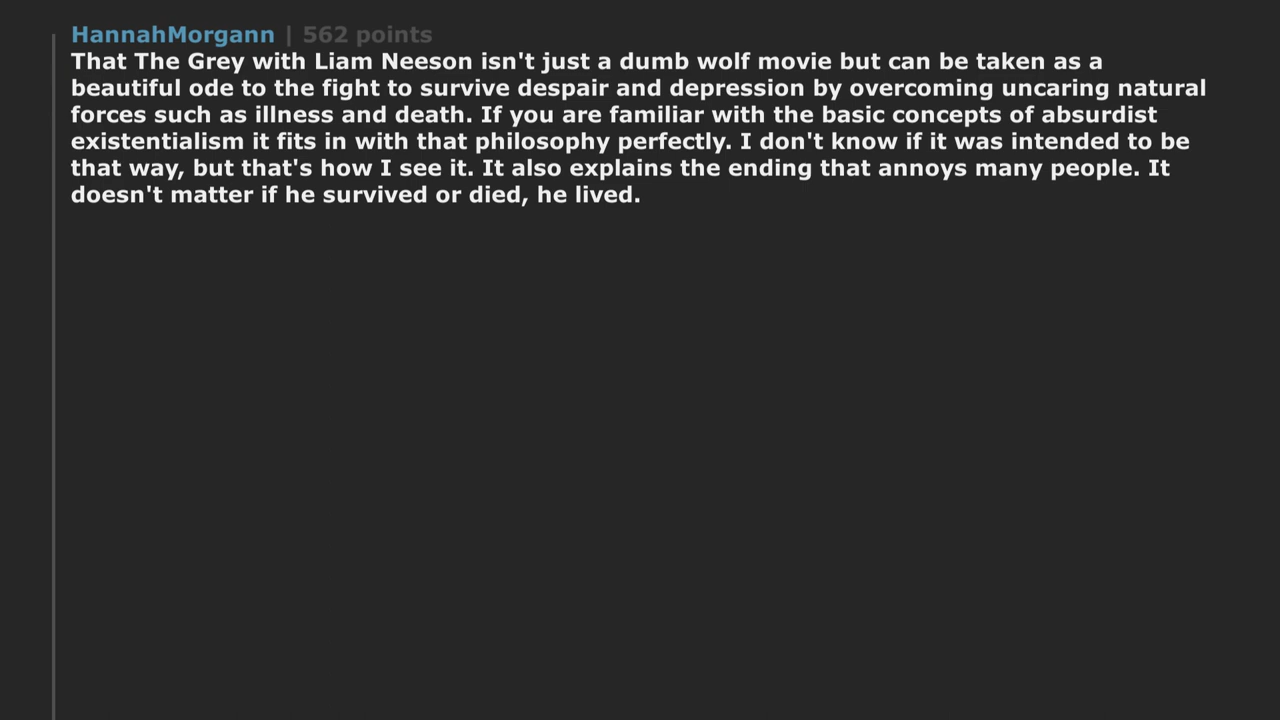 HannahMorgann | 562 points
That The Grey with Liam Neeson isn't just a dumb wolf movie but can be taken as a
beautiful ode to the fight to survive despair and depression by overcoming uncaring natural
forces such as illness and death. If you are familiar with the basic concepts of absurdist
existentialism it fits in with that philosophy perfectly. I don't know if it was intended to be
that way, but that's how I see it. It also explains the ending that annoys many people. It
doesn't matter if he survived or died, he lived.